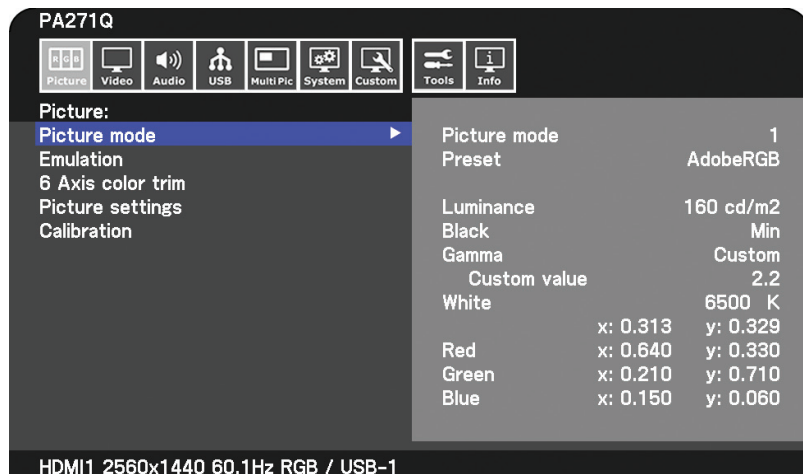 PA271Q
RGB
Picture Video Audio USB MultiPic System Custom Tools Info
Picture:
Picture mode
Emulation
6 Axis color trim
Picture settings
Calibration
Picture mode 1
Preset AdobeRGB
Luminance 160 cd/m2
Black Min
Gamma Custom
Custom value 2.2
White 6500 K
x: 0.313 y: 0.329
Red x: 0.640 y: 0.330
Green x: 0.210 y: 0.710
Blue x: 0.150 y: 0.060
HDMI1 2560x1440 60.1Hz RGB / USB-1